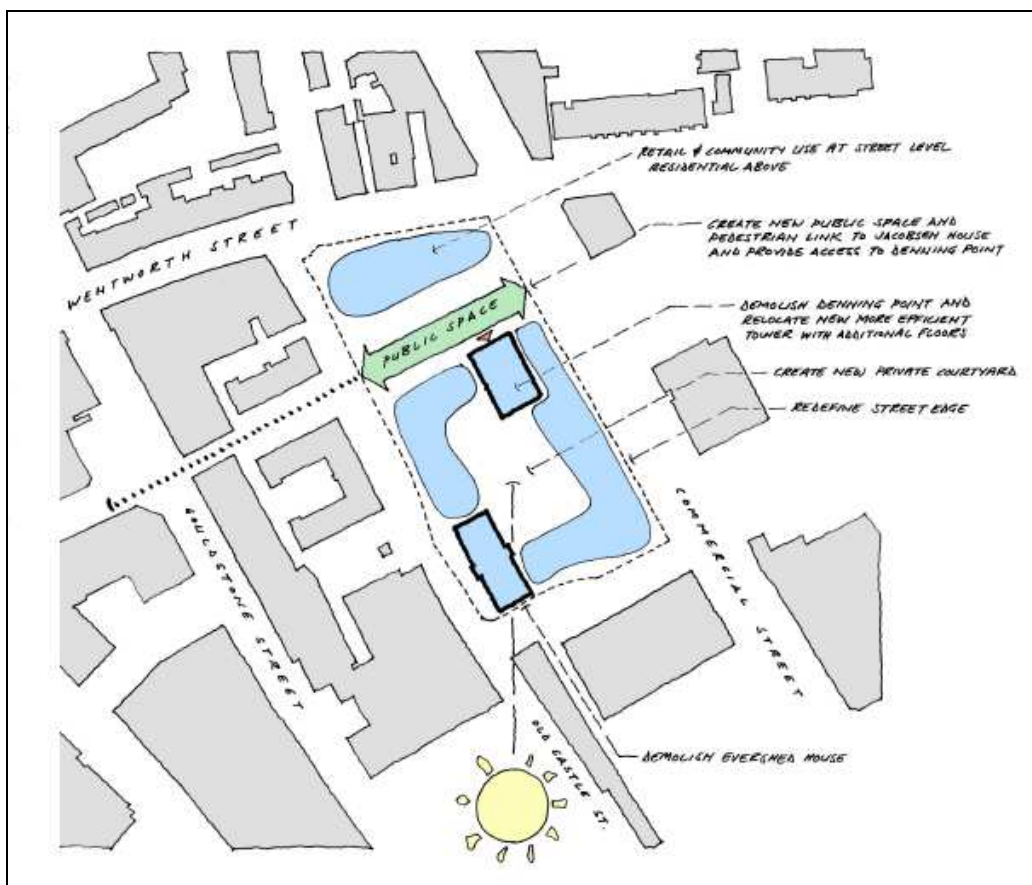 RETAIL & COMMUNITY USE AT STREET LEVEL
RESIDENTIAL ABOVE
WENTWORTH STREET
CREATE NEW PUBLIC SPACE AND
PEDESTRIAN LINK TO JACOBSEN HOUSE
AND PROVIDE ACCESS TO DENNING POINT
PUBLIC SPACE
DEMOLISH DENNING POINT AND
RELOCATE NEW MORE EFFICIENT
TOWER WITH ADDITIONAL FLOORS
CREATE NEW PRIVATE COURTYARD
REDEFINE STREET EDGE
GOULDSTONE STREET
COMMERCIAL STREET
OLD CASTLE ST.
DEMOLISH EVERSHED HOUSE